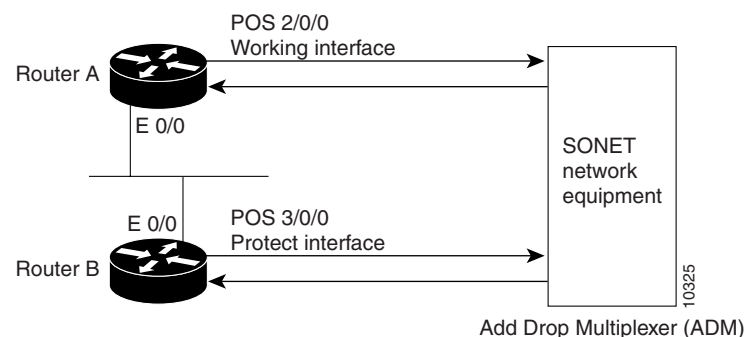 POS 2/0/0
Working interface
Router A
E 0/0
SONET
network
equipment
E 0/0
POS 3/0/0
Protect interface
Router B
10325
Add Drop Multiplexer (ADM)